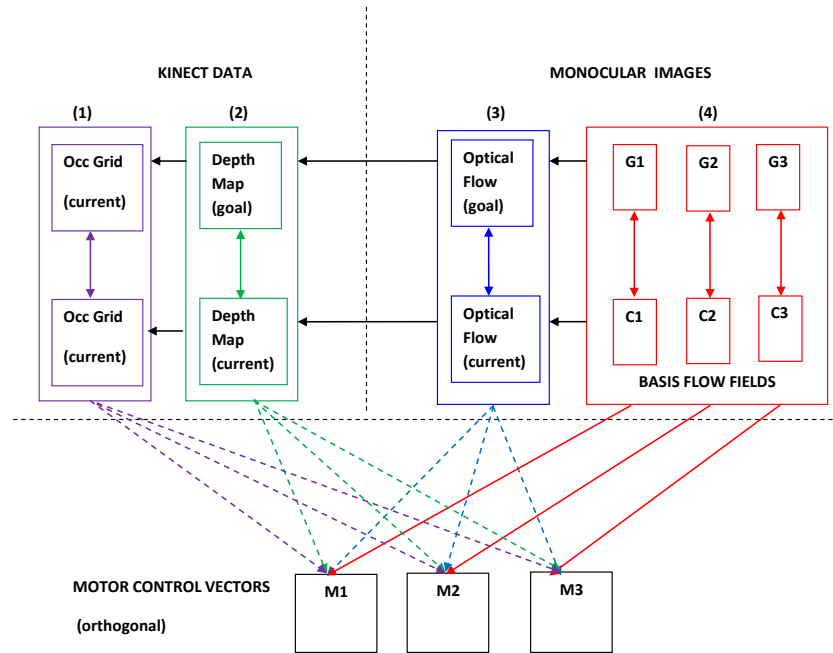 KINECT DATA
MONOCULAR IMAGES
(1)
(2)
(3)
(4)
Occ Grid
(current)
Depth
Map
(goal)
Optical
Flow
(goal)
G1
G2
G3
Occ Grid
(current)
Depth
Map
(current)
Optical
Flow
(current)
C1
C2
C3
BASIS FLOW FIELDS
MOTOR CONTROL VECTORS
(orthogonal)
M1
M2
M3